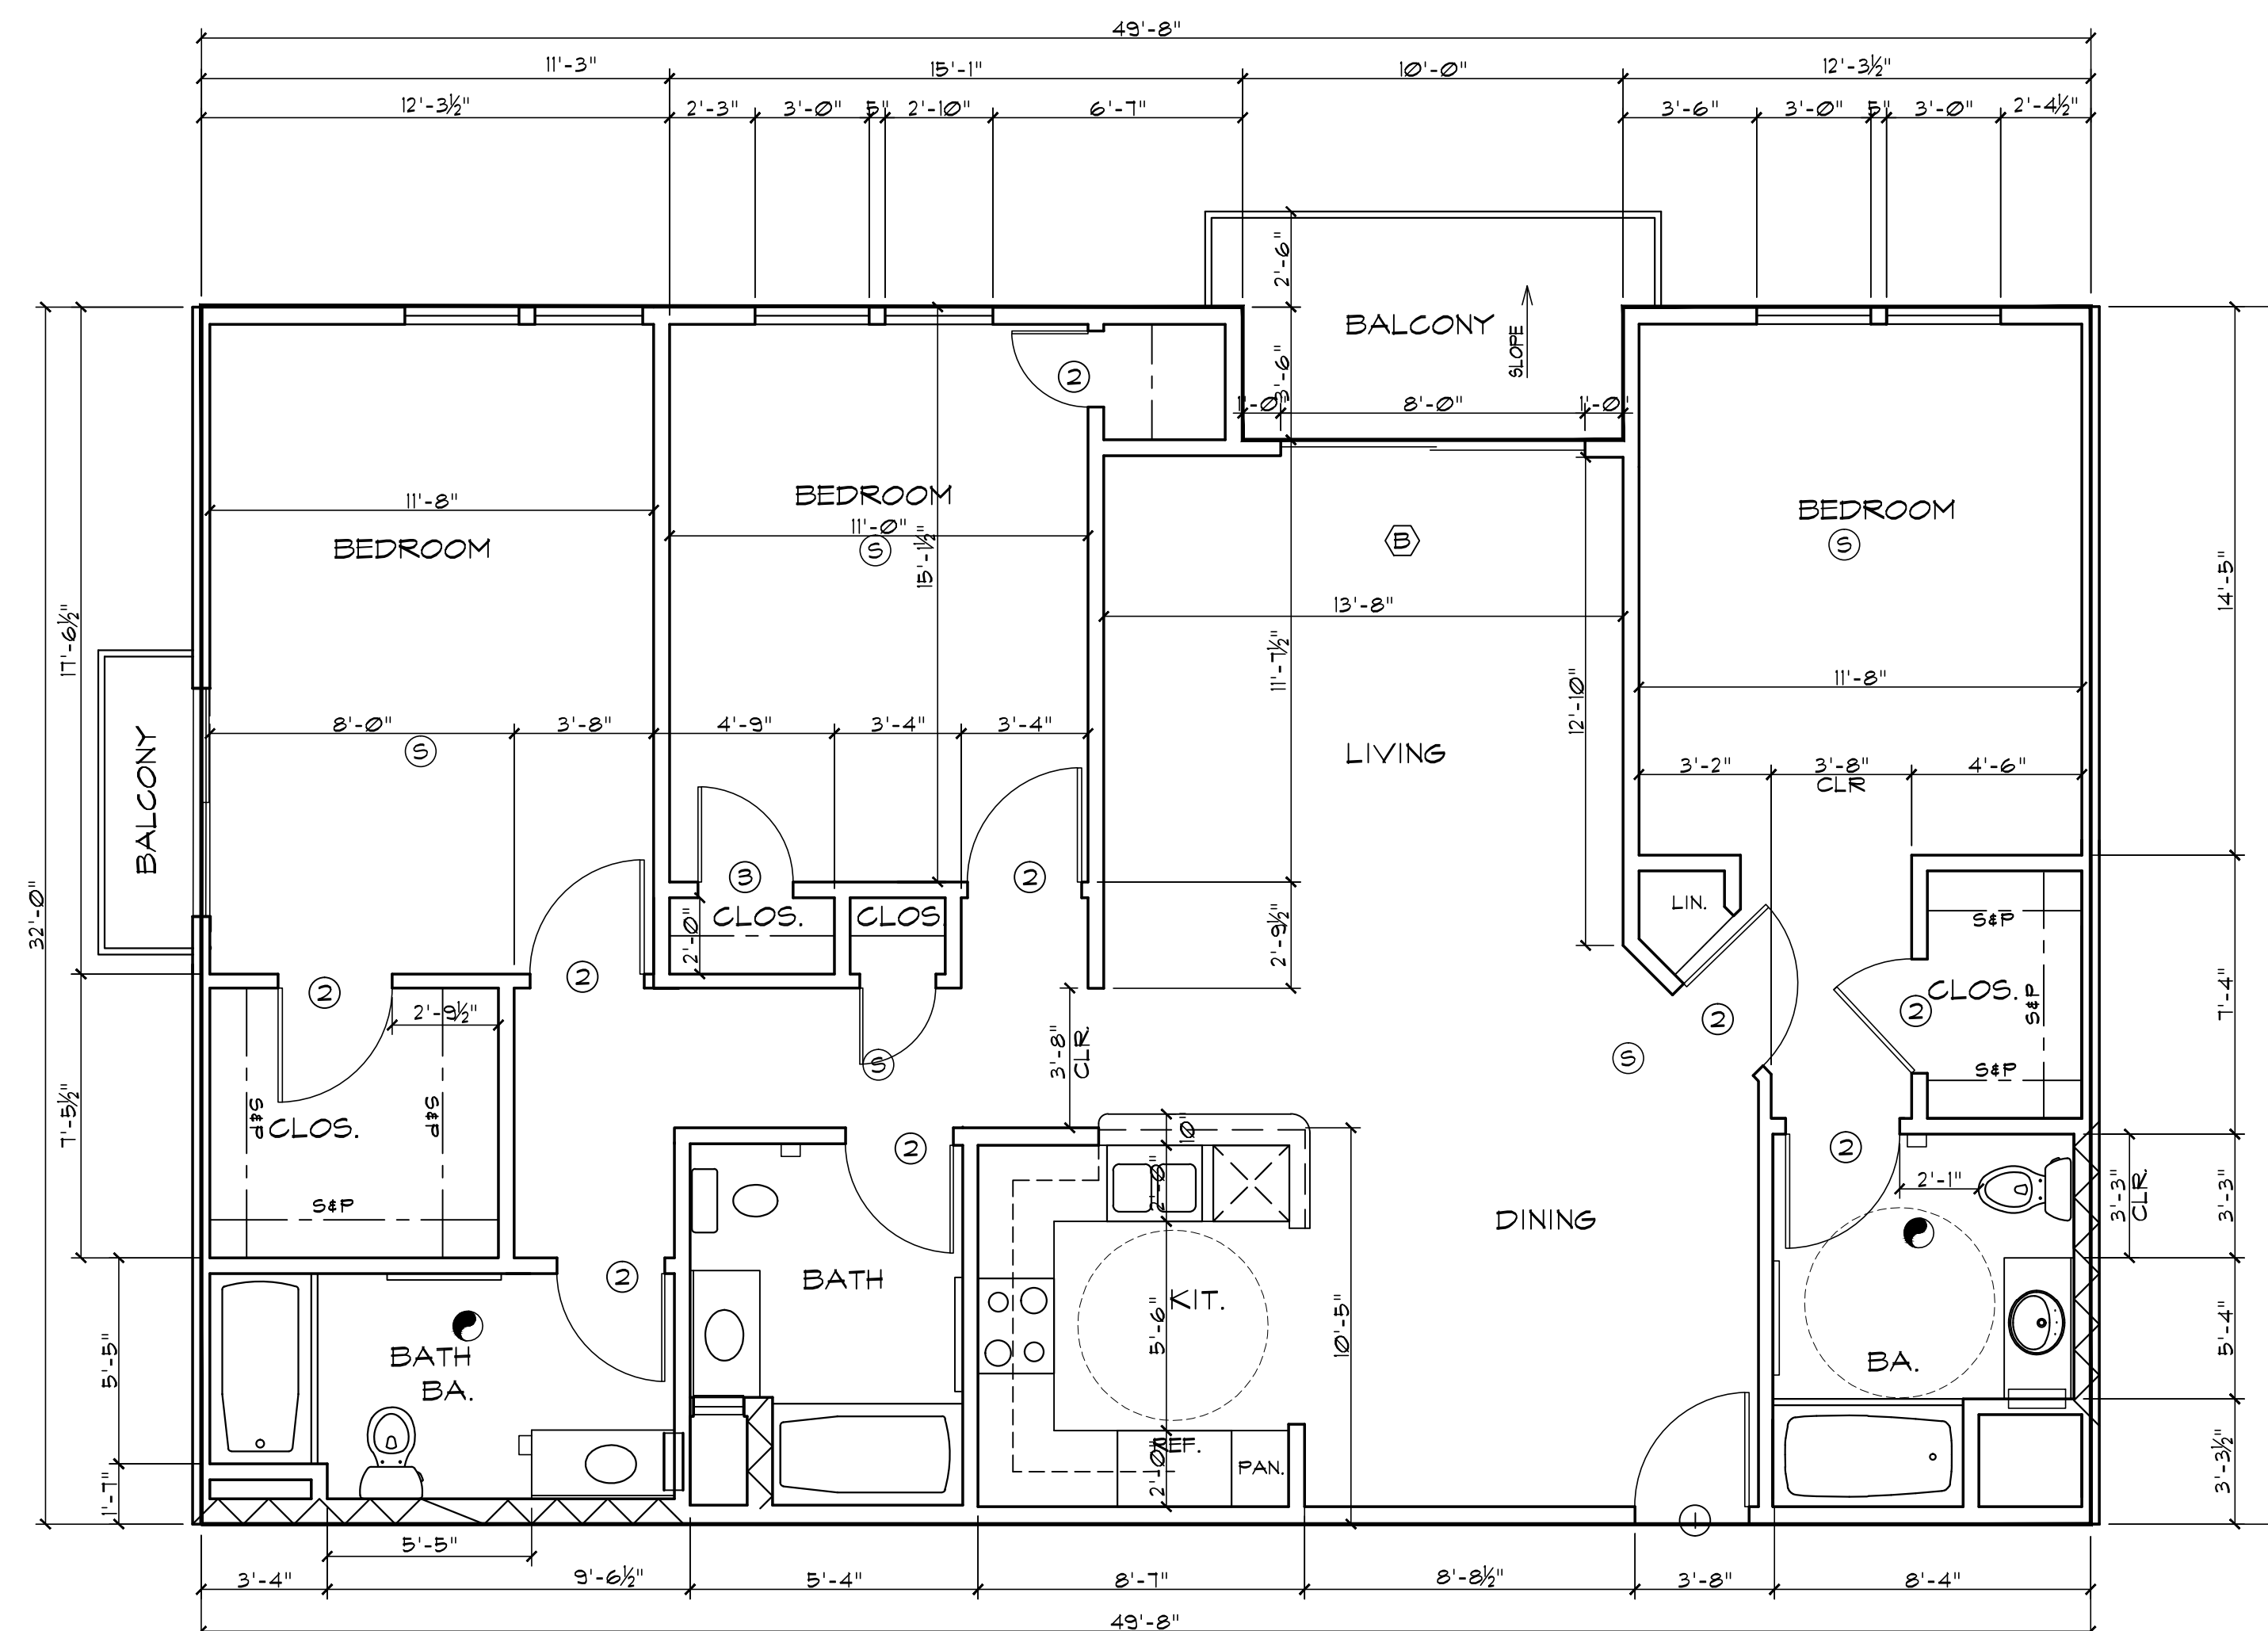 49'-8"
11'-3" 15'-1" 10'-0" 12'-3½"
12'-3½" 2'-3" 3'-0" 5" 2'-10" 6'-7" 3'-6" 3'-0" 5" 3'-0" 2'-4½"
2'-6"
BALCONY
SLOPE
3'-6"
2
1'-0" 8'-0" 1'-0"
11'-8"
BEDROOM
BEDROOM
11'-0"
S
15'-1½"
B
BEDROOM
S
14'-5"
13'-8"
17'-6½"
11'-7½"
12'-10"
11'-8"
8'-0" 3'-8" 4'-9" 3'-4" 3'-4"
S
LIVING
3'-2" 3'-8" 4'-6"
CLR
BALCONY
32'-0"
3
2
CLOS. CLOS
2'-0"
2'-9½"
LIN.
S&P
2
2
2'-9½"
CLOS.
S&P
2
2
7'-4"
S
3'-8"
CLR.
S
S&P
7'-5½"
S&P
CLOS.
S&P
S&P
10"
2
2
2'-0"
2'-1"
3'-3"
CLR.
3'-3"
DINING
2
BATH
KIT.
5'-6"
10'-5"
5'-5"
BATH
BA.
BA.
5'-4"
REF.
PAN.
2'-0"
3'-3½"
1'-7"
1
5'-5"
3'-4" 9'-6½" 5'-4" 8'-7" 8'-8½" 3'-8" 8'-4"
49'-8"